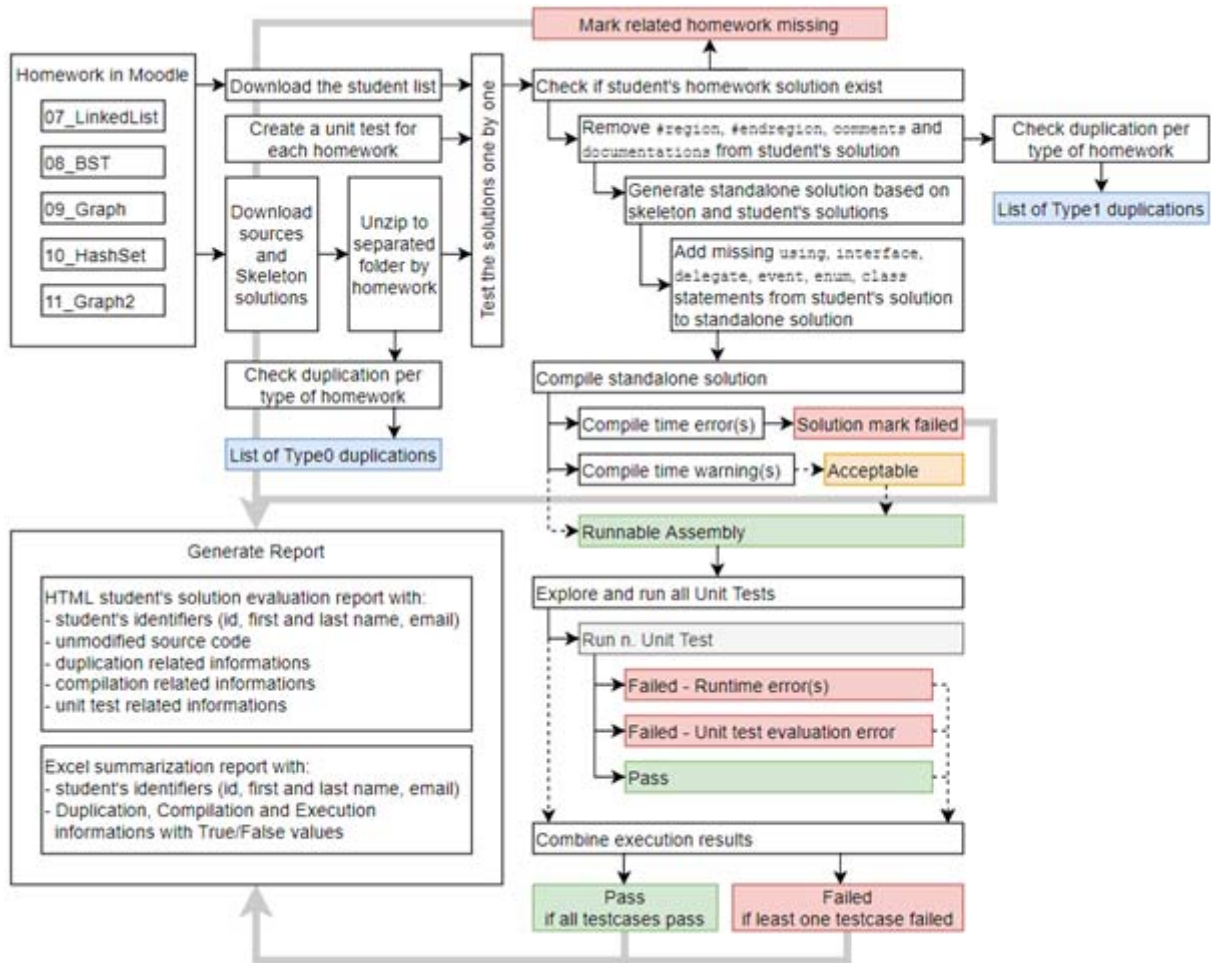 Mark related homework missing
Homework in Moodle
07_LinkedList
08_BST
09_Graph
10_HashSet
11_Graph2
Download the student list
Create a unit test for
each homework
Download
sources
and
Skeleton
solutions
Unzip to
separated
folder by
homework
Check duplication per
type of homework
List of Type0 duplications
Test the solutions one by one
Check if student's homework solution exist
Remove #region, #endregion, comments and
documentations from student's solution
Check duplication per
type of homework
List of Type1 duplications
Generate standalone solution based on
skeleton and student's solutions
Add missing using, interface,
delegate, event, enum, class
statements from student's solution
to standalone solution
Compile standalone solution
Compile time error(s)
Solution mark failed
Compile time warning(s)
Acceptable
Runnable Assembly
Explore and run all Unit Tests
Run n. Unit Test
Failed - Runtime error(s)
Failed - Unit test evaluation error
Pass
Combine execution results
Pass
if all testcases pass
Failed
if least one testcase failed
Generate Report
HTML student's solution evaluation report with:
- student's identifiers (id, first and last name, email)
- unmodified source code
- duplication related informations
- compilation related informations
- unit test related informations
Excel summarization report with:
- student's identifiers (id, first and last name, email)
- Duplication, Compilation and Execution
informations with True/False values